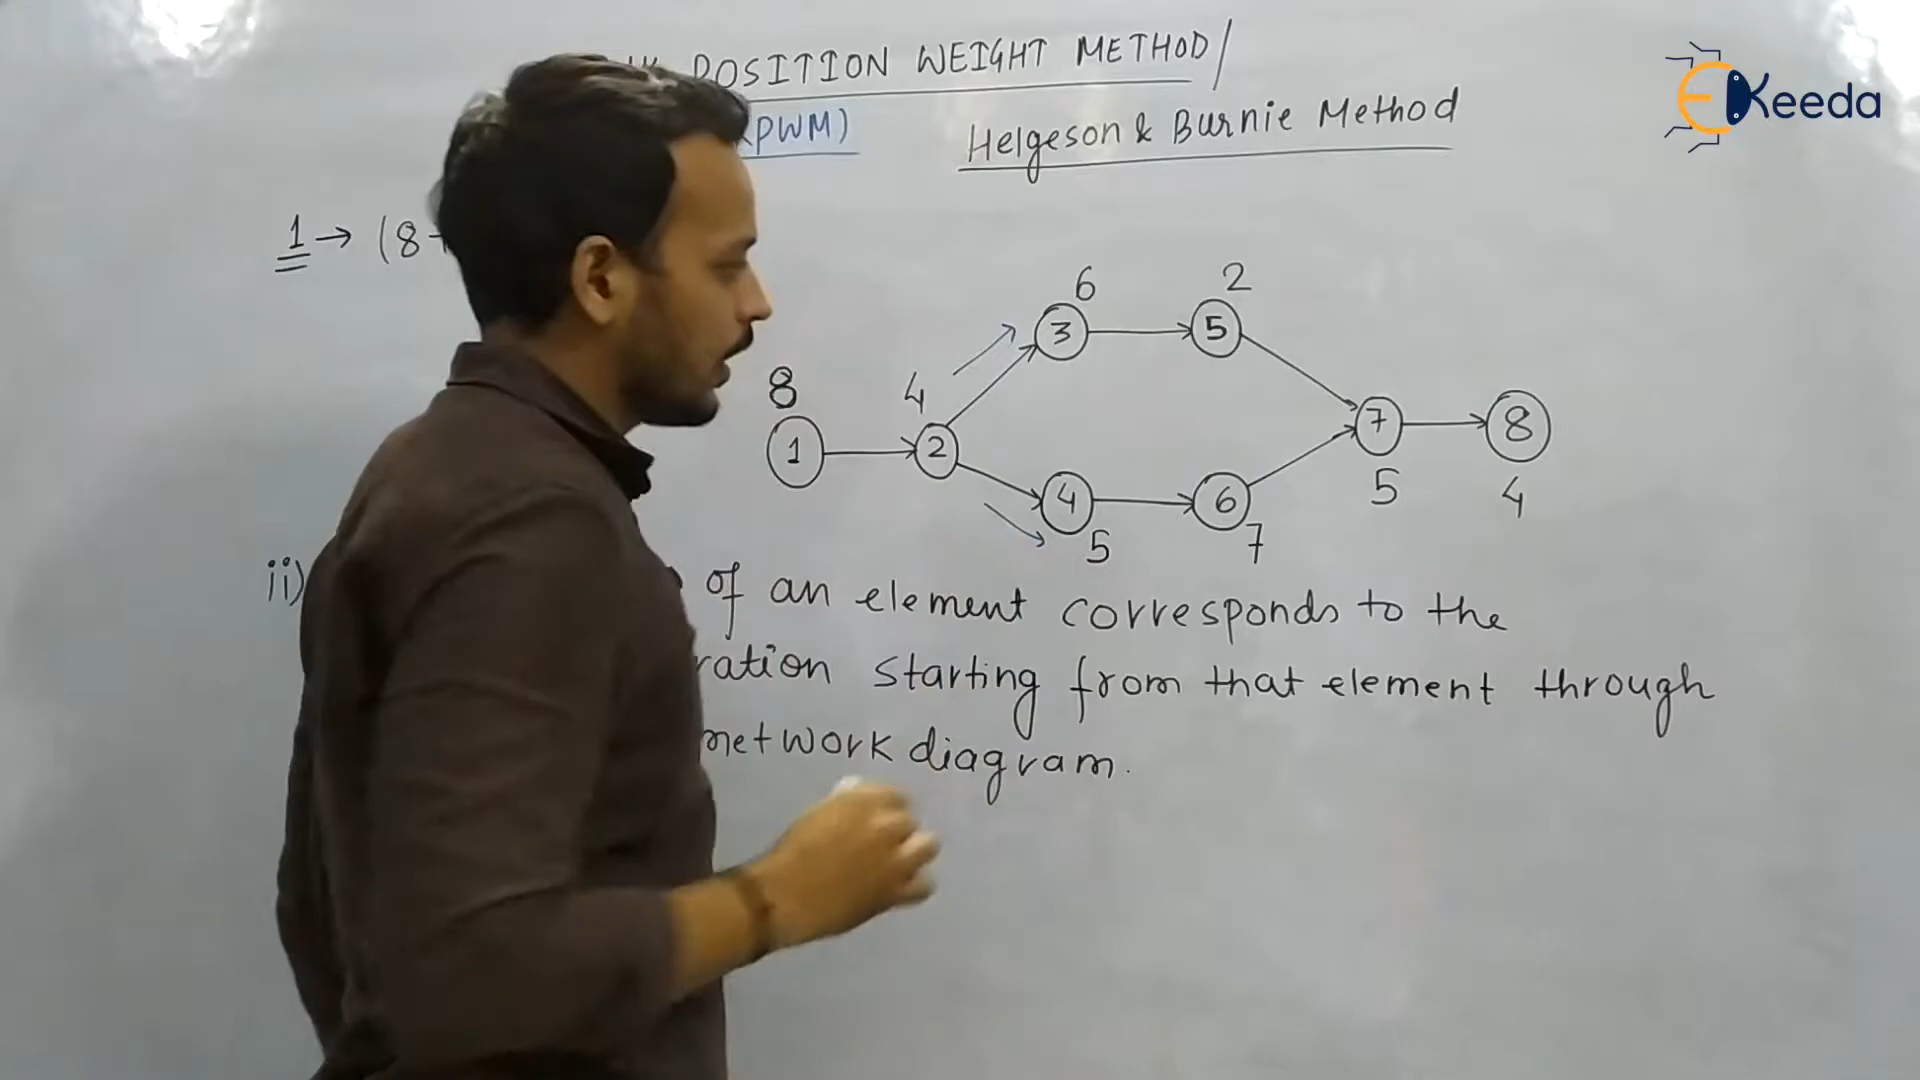 POSITION WEIGHT METHOD/
RPWM)
Helgeson & Burnie Method
EKeeda
1 → (8
6
2
3
5
8
4
1
2
7
8
4
6
5
4
5
7
ii) of an element corresponds to the
ration starting from that element through
network diagram.